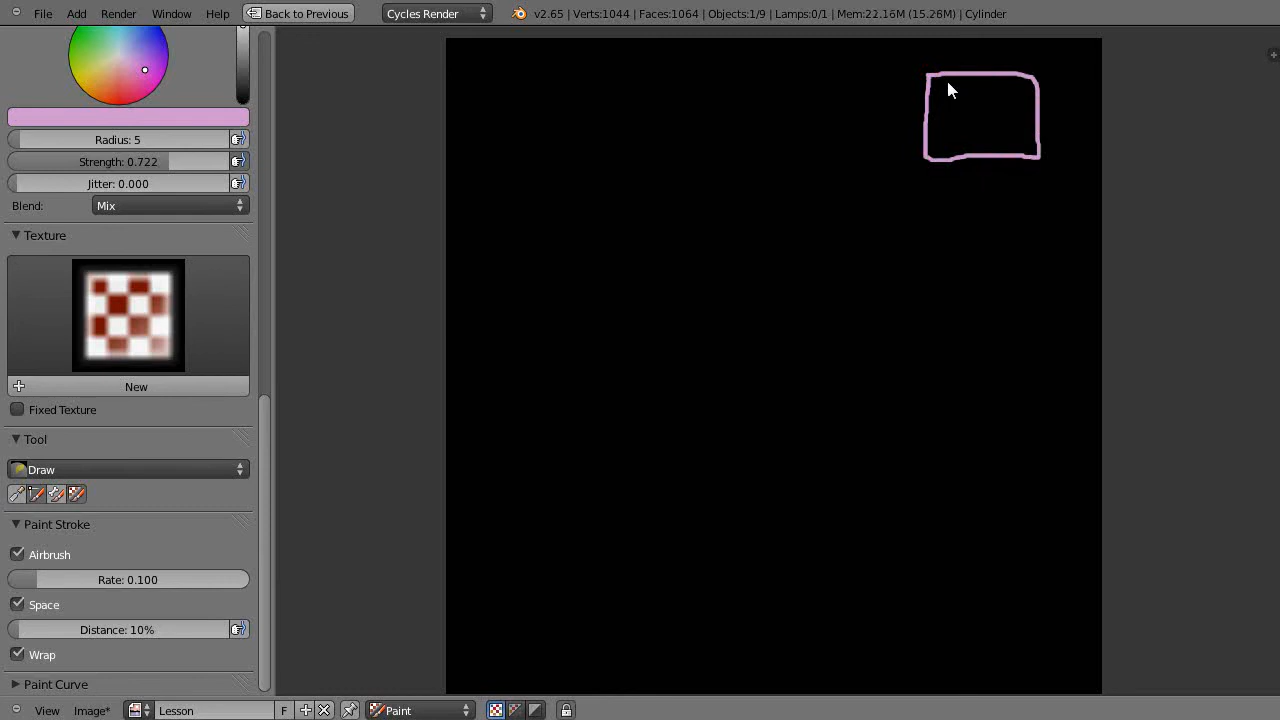 File Add Render Window Help Back to Previous Cycles Render v2.65 | Verts:1044 | Faces:1064 | Objects:1/9 | Lamps:0/1 | Mem:22.16M (15.26M) | Cylinder
Radius: 5
Strength: 0.722
Jitter: 0.000
Blend: Mix
Texture
New
Fixed Texture
Tool
Draw
Paint Stroke
Airbrush
Rate: 0.100
Space
Distance: 10%
Wrap
Paint Curve
View Image* Lesson F Paint